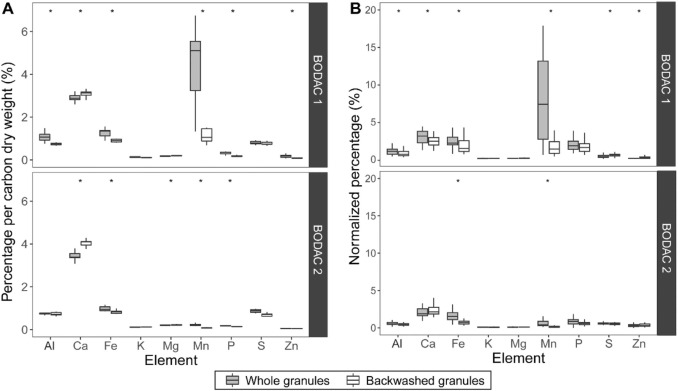 A
B
Percentage per carbon dry weight (%)
6
4
2
0
* * * * * *
BODAC 1
6
4
2
0
* * * * *
BODAC 2
Al Ca Fe K Mg Mn P S Zn
Element
Normalized percentage (%)
20
15
10
5
0
* * * * * *
BODAC 1
20
15
10
5
0
* *
BODAC 2
Al Ca Fe K Mg Mn P S Zn
Element
Whole granules Backwashed granules